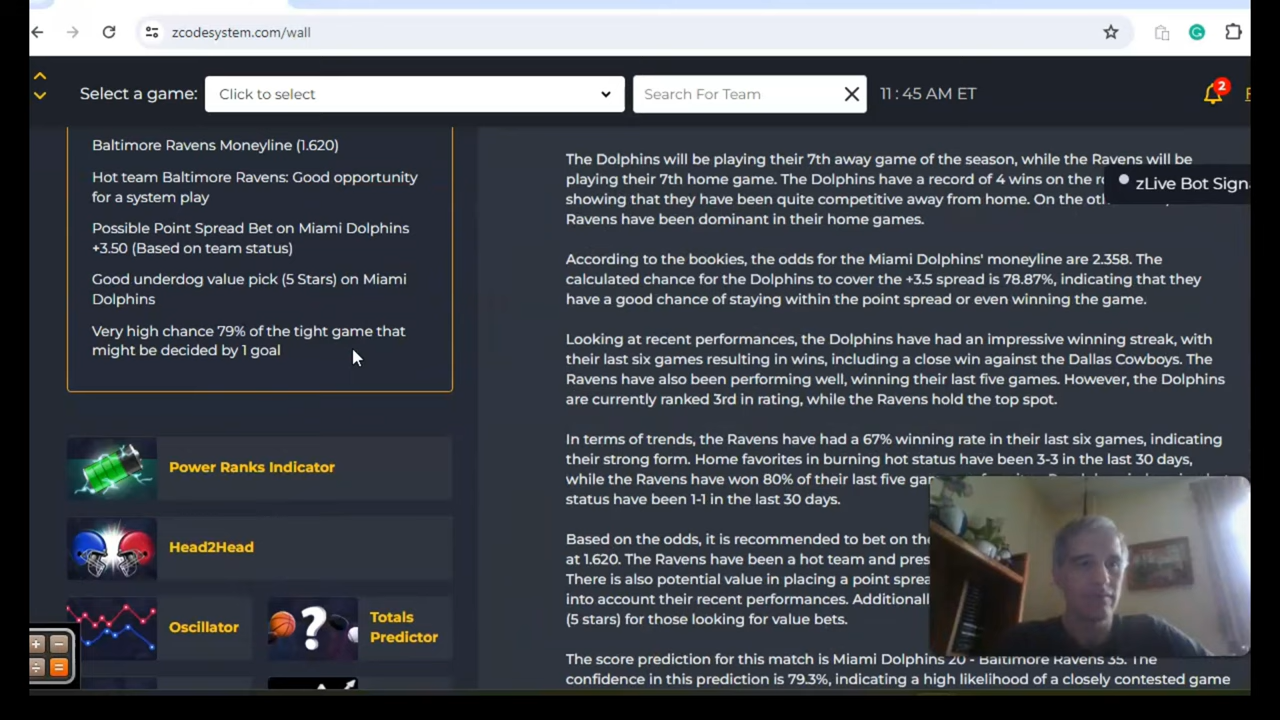 zcodesystem.com/wall
Select a game:
Click to select
Search For Team
11:45 AM ET
2
Baltimore Ravens Moneyline (1.620)
Hot team Baltimore Ravens: Good opportunity
for a system play
Possible Point Spread Bet on Miami Dolphins
+3.50 (Based on team status)
Good underdog value pick (5 Stars) on Miami
Dolphins
Very high chance 79% of the tight game that
might be decided by 1 goal
Power Ranks Indicator
Head2Head
Oscillator
Totals
Predictor
The Dolphins will be playing their 7th away game of the season, while the Ravens will be
playing their 7th home game. The Dolphins have a record of 4 wins on the
zLive Bot Sign
showing that they have been quite competitive away from home. On the
Ravens have been dominant in their home games.
According to the bookies, the odds for the Miami Dolphins' moneyline are 2.358. The
calculated chance for the Dolphins to cover the +3.5 spread is 78.87%, indicating that they
have a good chance of staying within the point spread or even winning the game.
Looking at recent performances, the Dolphins have had an impressive winning streak, with
their last six games resulting in wins, including a close win against the Dallas Cowboys. The
Ravens have also been performing well, winning their last five games. However, the Dolphins
are currently ranked 3rd in rating, while the Ravens hold the top spot.
In terms of trends, the Ravens have had a 67% winning rate in their last six games, indicating
their strong form. Home favorites in burning hot status have been 3-3 in the last 30 days,
while the Ravens have won 80% of their last five
status have been 1-1 in the last 30 days.
Based on the odds, it is recommended to bet on the
at 1.620. The Ravens have been a hot team and
There is also potential value in placing a point
into account their recent performances.
(5 stars) for those looking for value bets.
The score prediction for this match is Miami Dolphins 20 - Baltimore Ravens 35. The
confidence in this prediction is 79.3%, indicating a high likelihood of a closely contested game